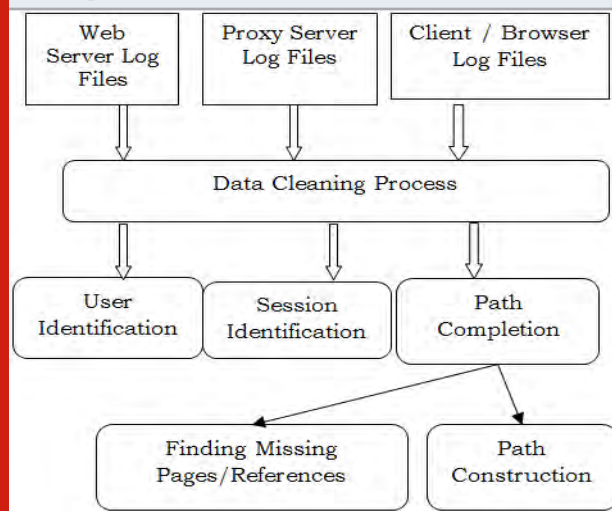 Web
Server Log
Files
Proxy Server
Log Files
Client / Browser
Log Files
Data Cleaning Process
User
Identification
Session
Identification
Path
Completion
Finding Missing
Pages/References
Path
Construction